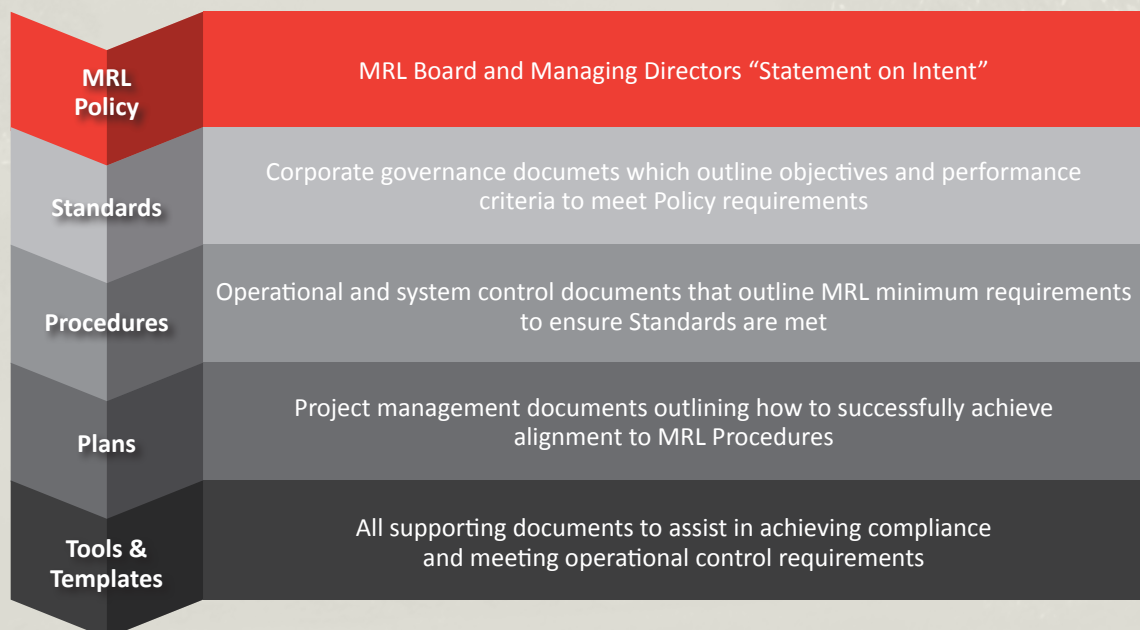 MRL
Policy
MRL Board and Managing Directors “Statement on Intent”
Standards
Corporate governance documets which outline objectives and performance
criteria to meet Policy requirements
Procedures
Operational and system control documents that outline MRL minimum requirements
to ensure Standards are met
Plans
Project management documents outlining how to successfully achieve
alignment to MRL Procedures
Tools &
Templates
All supporting documents to assist in achieving compliance
and meeting operational control requirements